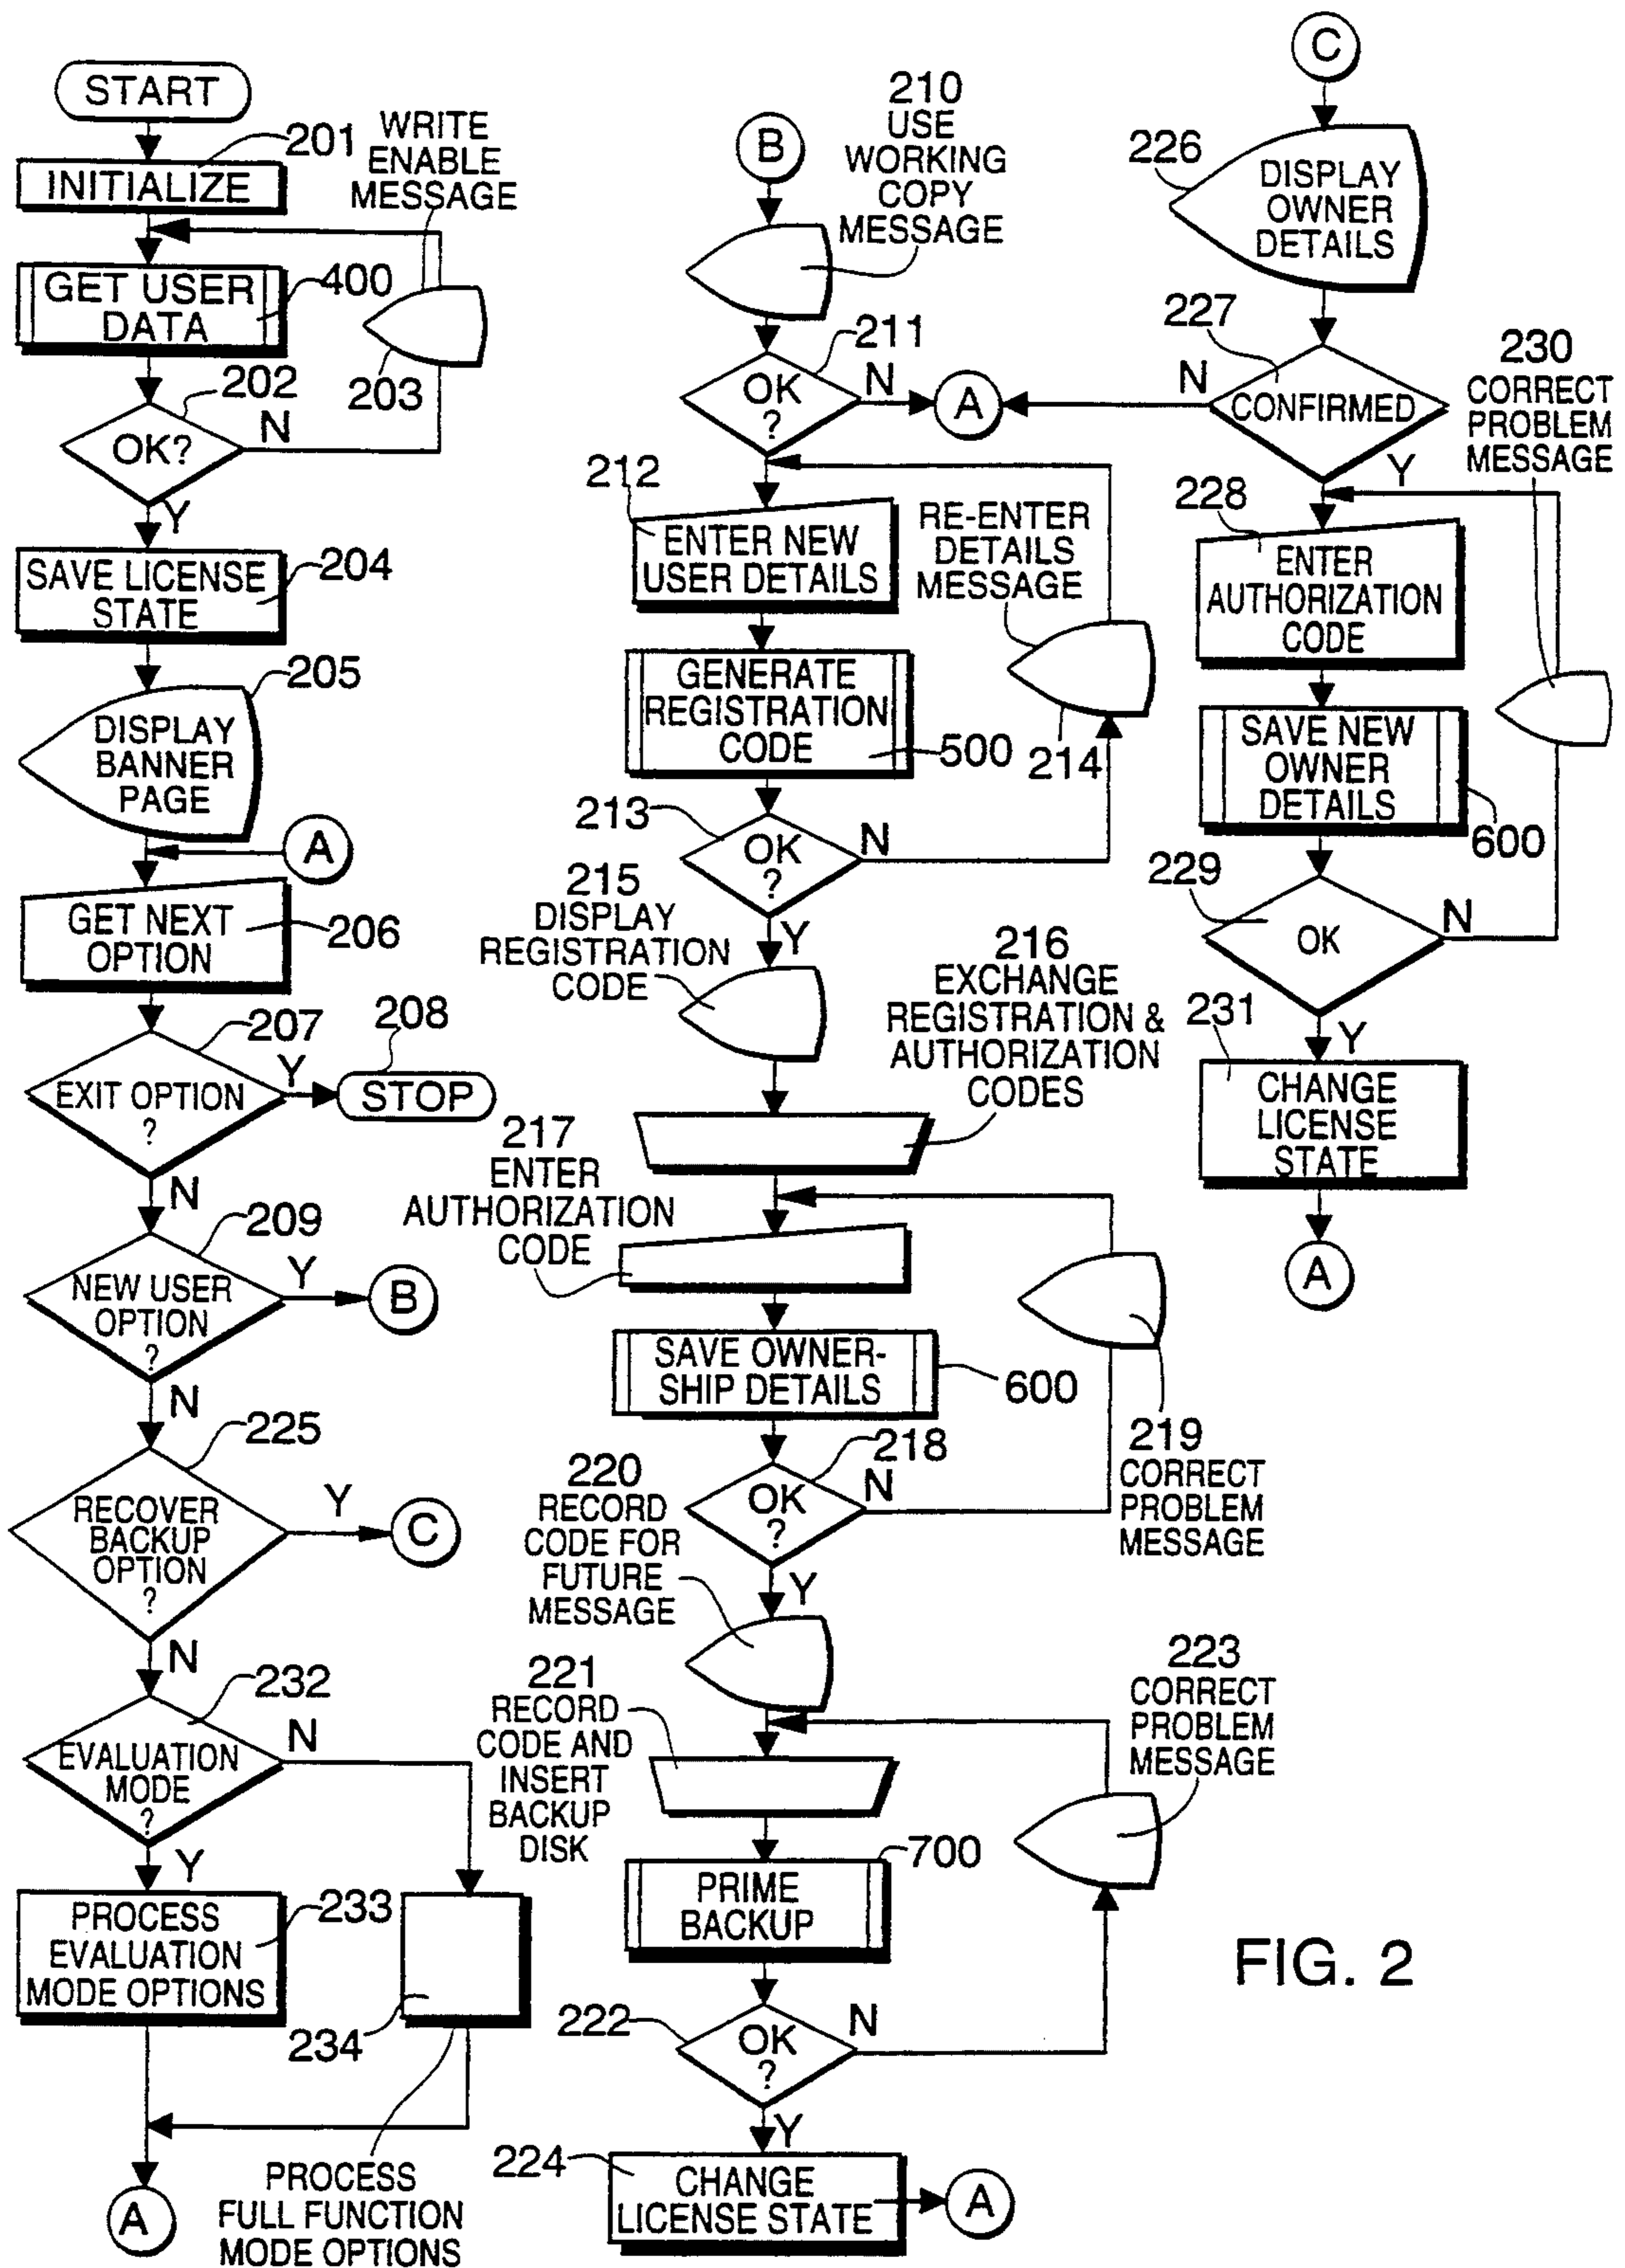 START
201
INITIALIZE
WRITE
ENABLE
MESSAGE
GET USER
DATA
400
203
202
OK?
N
Y
SAVE LICENSE
STATE
204
205
DISPLAY
BANNER
PAGE
A
GET NEXT
OPTION
206
207
EXIT OPTION
?
Y
208
STOP
N
209
NEW USER
OPTION
?
Y
B
N
225
RECOVER
BACKUP
OPTION
?
Y
C
N
232
EVALUATION
MODE
?
N
Y
PROCESS
EVALUATION
MODE OPTIONS
233
234
A
PROCESS
FULL FUNCTION
MODE OPTIONS
B
210
USE
WORKING
COPY
MESSAGE
211
OK
?
N
A
212
ENTER NEW
USER DETAILS
RE-ENTER
DETAILS
MESSAGE
GENERATE
REGISTRATION
CODE
500
214
213
OK
?
N
Y
215
DISPLAY
REGISTRATION
CODE
216
EXCHANGE
REGISTRATION &
AUTHORIZATION
CODES
217
ENTER
AUTHORIZATION
CODE
SAVE OWNER-
SHIP DETAILS
600
219
CORRECT
PROBLEM
MESSAGE
218
OK
?
N
Y
220
RECORD
CODE FOR
FUTURE
MESSAGE
221
RECORD
CODE AND
INSERT
BACKUP
DISK
223
CORRECT
PROBLEM
MESSAGE
700
PRIME
BACKUP
222
OK
?
N
Y
224
CHANGE
LICENSE STATE
A
C
226
DISPLAY
OWNER
DETAILS
227
N
CONFIRMED
Y
230
CORRECT
PROBLEM
MESSAGE
228
ENTER
AUTHORIZATION
CODE
SAVE NEW
OWNER
DETAILS
600
229
OK
N
Y
231
CHANGE
LICENSE
STATE
A
FIG. 2